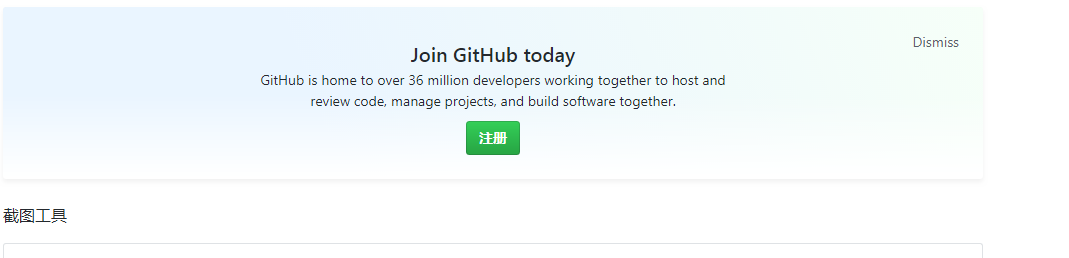 Dismiss
Join GitHub today
GitHub is home to over 36 million developers working together to host and
review code, manage projects, and build software together.
注册
截图工具